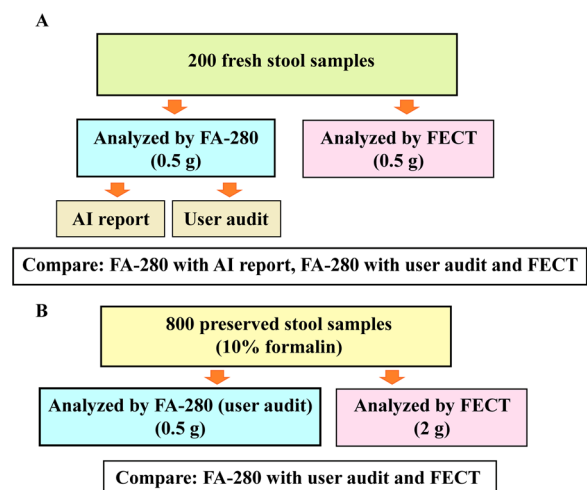 A
200 fresh stool samples
Analyzed by FA-280
(0.5 g)
Analyzed by FECT
(0.5 g)
AI report
User audit
Compare: FA-280 with AI report, FA-280 with user audit and FECT
B
800 preserved stool samples
(10% formalin)
Analyzed by FA-280 (user audit)
(0.5 g)
Analyzed by FECT
(2 g)
Compare: FA-280 with user audit and FECT